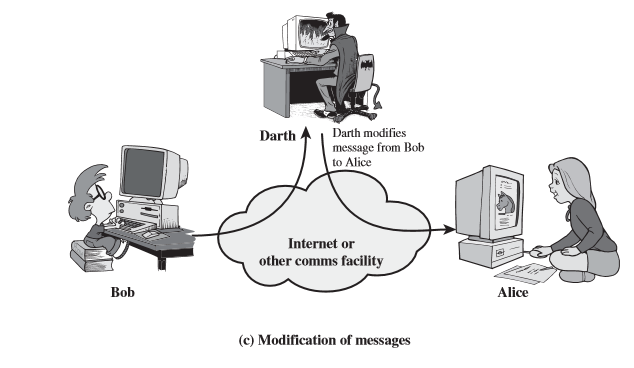 Darth
Darth modifies
message from Bob
to Alice
Internet or
other comms facility
Bob
Alice
(c) Modification of messages